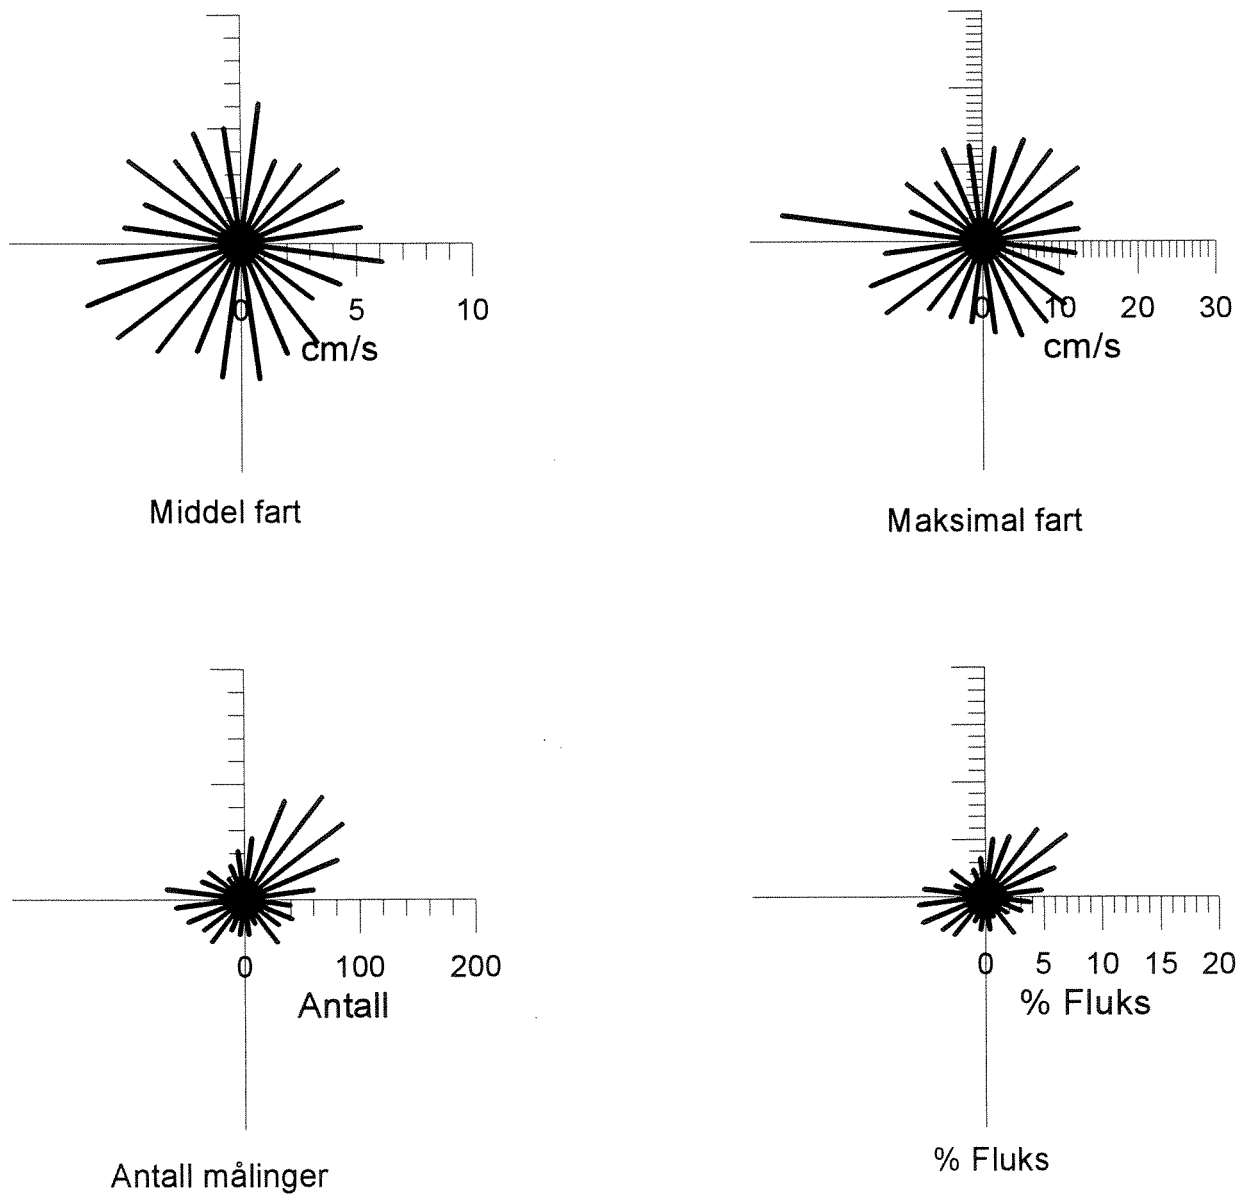 0 5 10
cm/s
Middel fart
0 10 20 30
cm/s
Maksimal fart
0 100 200
Antall
Antall målinger
0 5 10 15 20
% Fluks
% Fluks